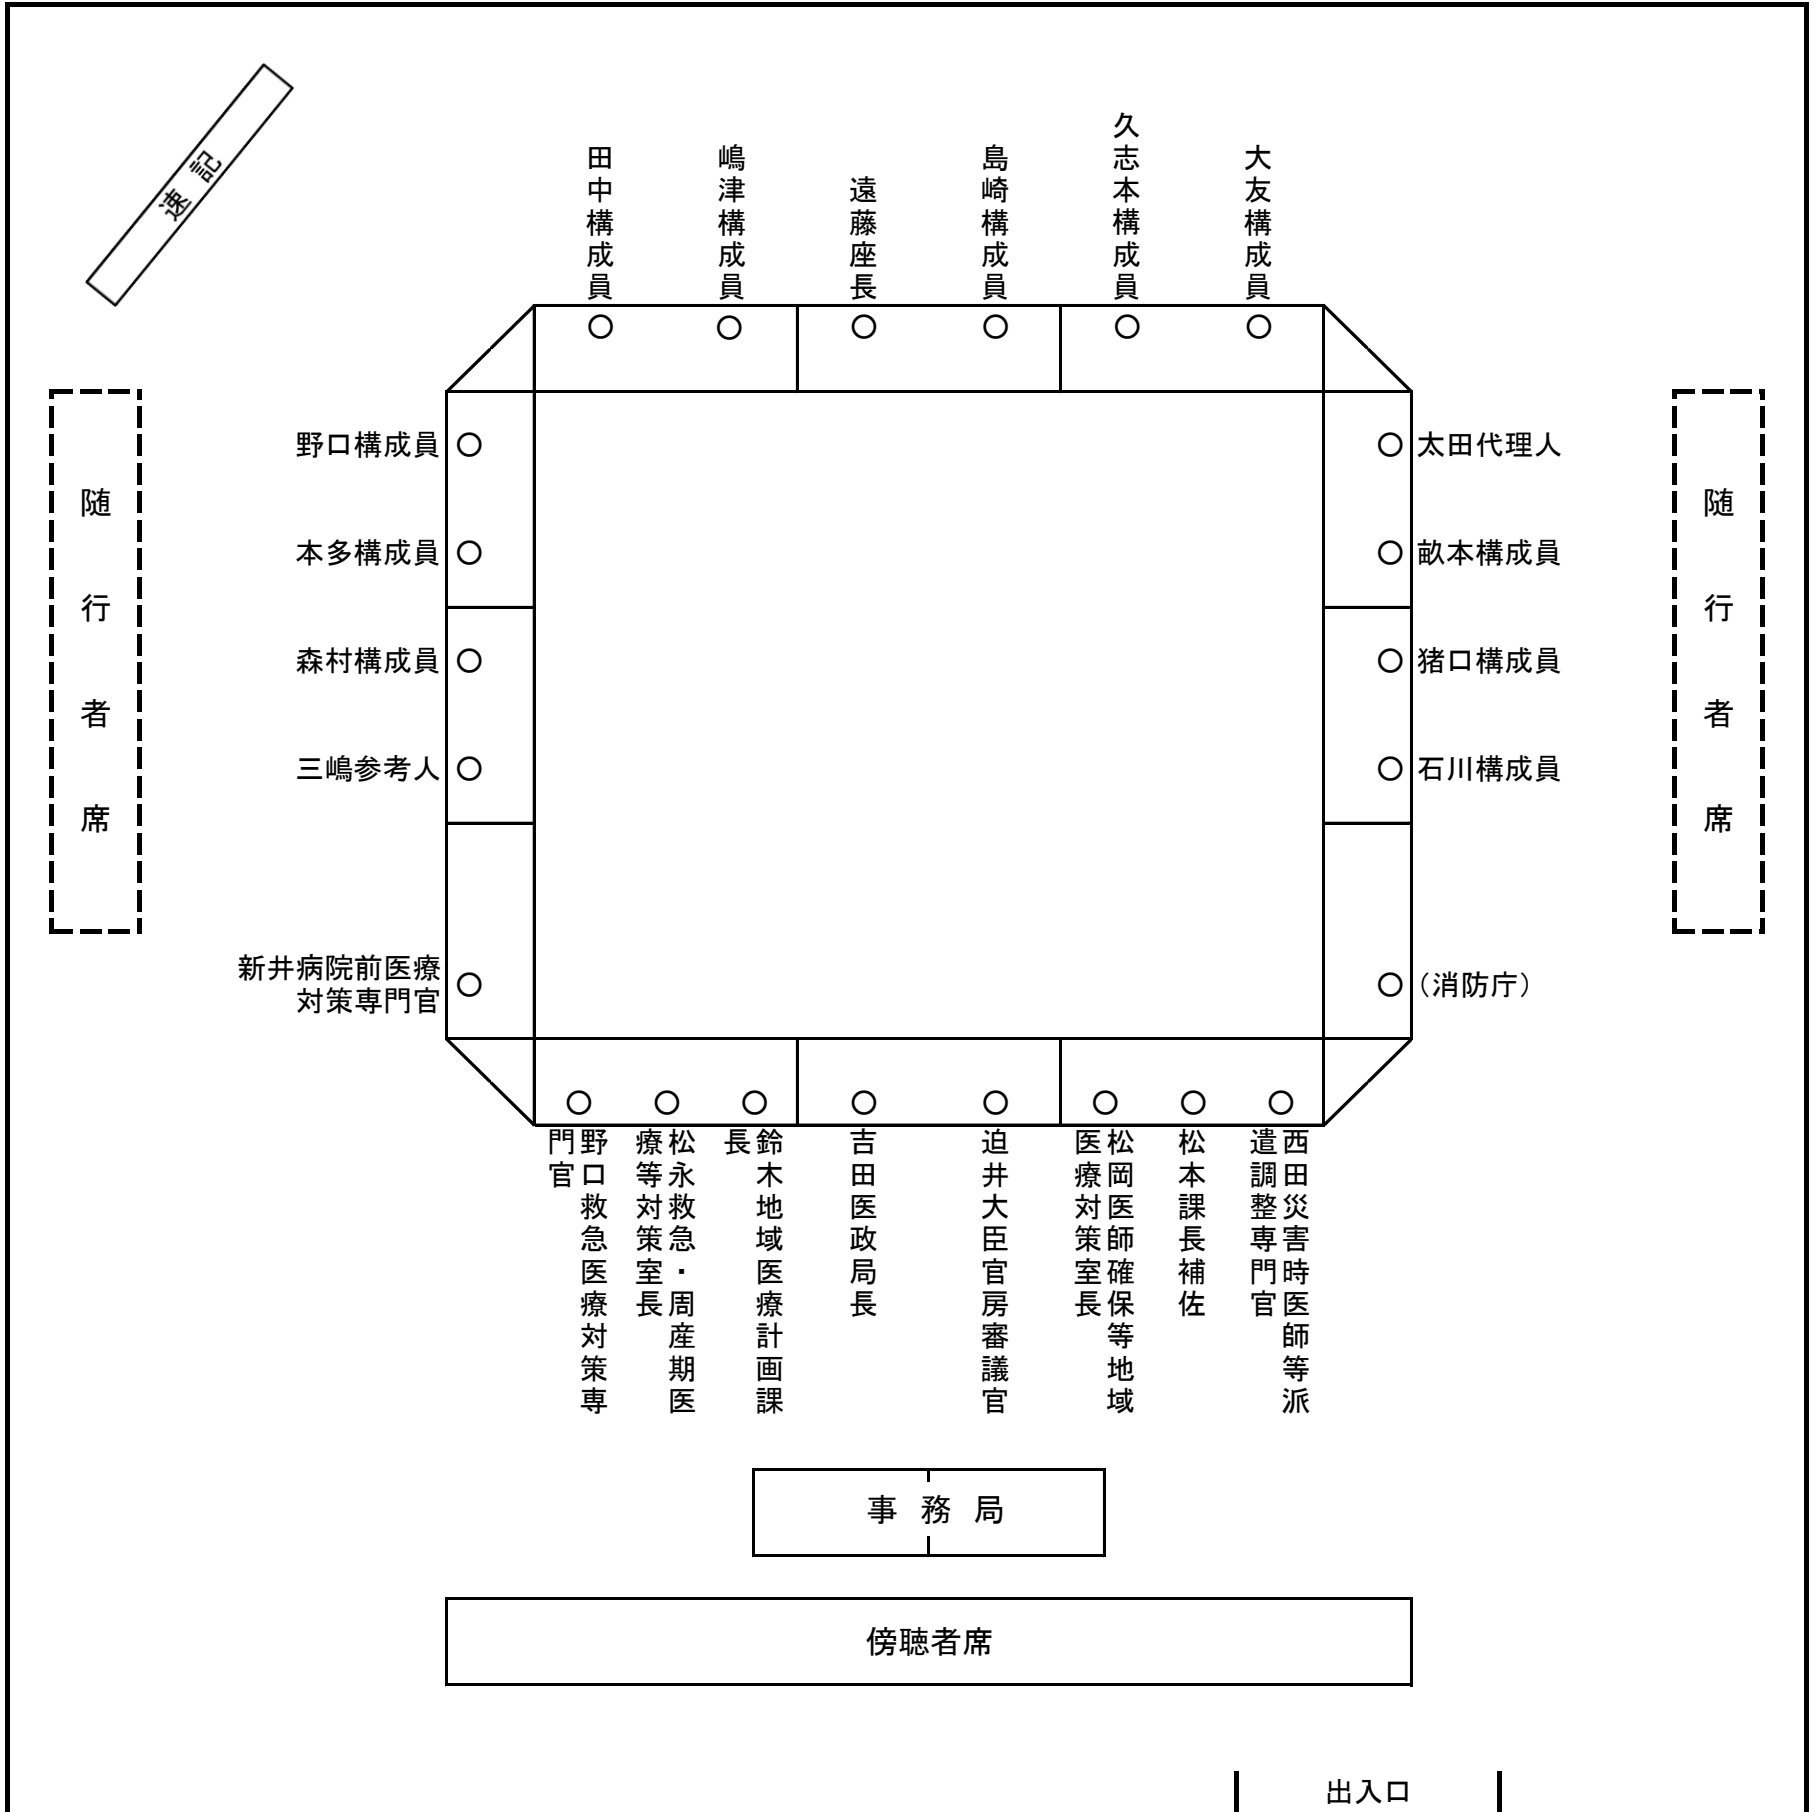 速記
田中構成員
嶋津構成員
遠藤座長
島崎構成員
久志本構成員
大友構成員
野口構成員
本多構成員
森村構成員
三嶋参考人
新井病院前医療
対策専門官
太田代理人
畝本構成員
猪口構成員
石川構成員
（消防庁）
随行者席
随行者席
野口救急医療対策専
門官
松永救急・周産期医
療等対策室長
鈴木地域医療計画課
長
吉田医政局長
迫井大臣官房審議官
松岡医師確保等地域
医療対策室長
松本課長補佐
西田災害時医師等派
遣調整専門官
事務局
傍聴者席
出入口